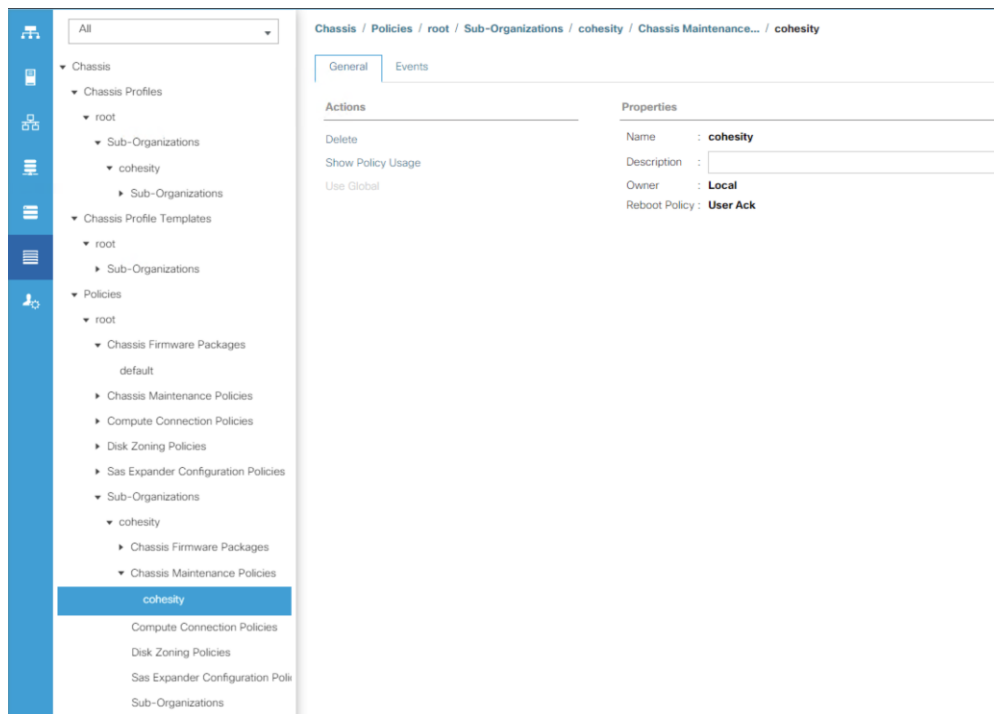 All
Chassis
Chassis Profiles
root
Sub-Organizations
cohesity
Sub-Organizations
Chassis Profile Templates
root
Sub-Organizations
Policies
root
Chassis Firmware Packages
default
Chassis Maintenance Policies
Compute Connection Policies
Disk Zoning Policies
Sas Expander Configuration Policies
Sub-Organizations
cohesity
Chassis Firmware Packages
Chassis Maintenance Policies
cohesity
Compute Connection Policies
Disk Zoning Policies
Sas Expander Configuration Poli
Sub-Organizations
Chassis / Policies / root / Sub-Organizations / cohesity / Chassis Maintenance... / cohesity
General Events
Actions
Delete
Show Policy Usage
Use Global
Properties
Name : cohesity
Description :
Owner : Local
Reboot Policy : User Ack